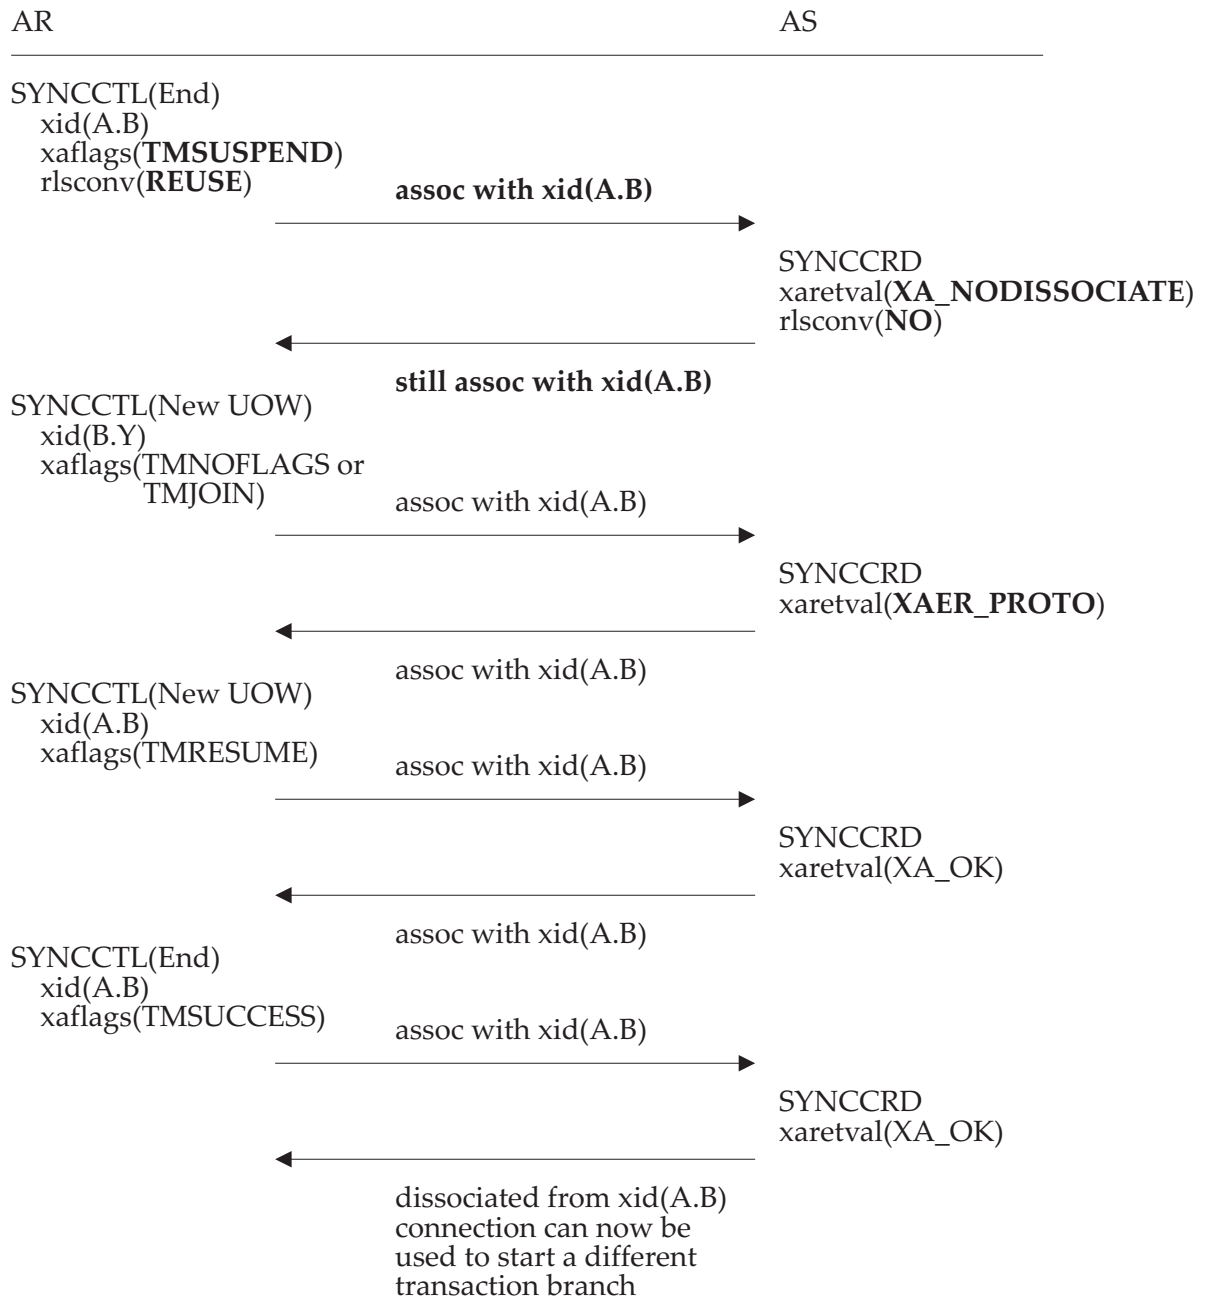 AR
AS
SYNCCTL(End)
xid(A.B)
xaflags(TMSUSPEND)
rlsconv(REUSE)
assoc with xid(A.B)
SYNCCRD
xaretval(XA_NODISSOCIATE)
rlsconv(NO)
still assoc with xid(A.B)
SYNCCTL(New UOW)
xid(B.Y)
xaflags(TMNOFLAGS or
TMJOIN)
assoc with xid(A.B)
SYNCCRD
xaretval(XAER_PROTO)
assoc with xid(A.B)
SYNCCTL(New UOW)
xid(A.B)
xaflags(TMRESUME)
assoc with xid(A.B)
SYNCCRD
xaretval(XA_OK)
assoc with xid(A.B)
SYNCCTL(End)
xid(A.B)
xaflags(TMSUCCESS)
assoc with xid(A.B)
SYNCCRD
xaretval(XA_OK)
dissociated from xid(A.B)
connection can now be
used to start a different
transaction branch